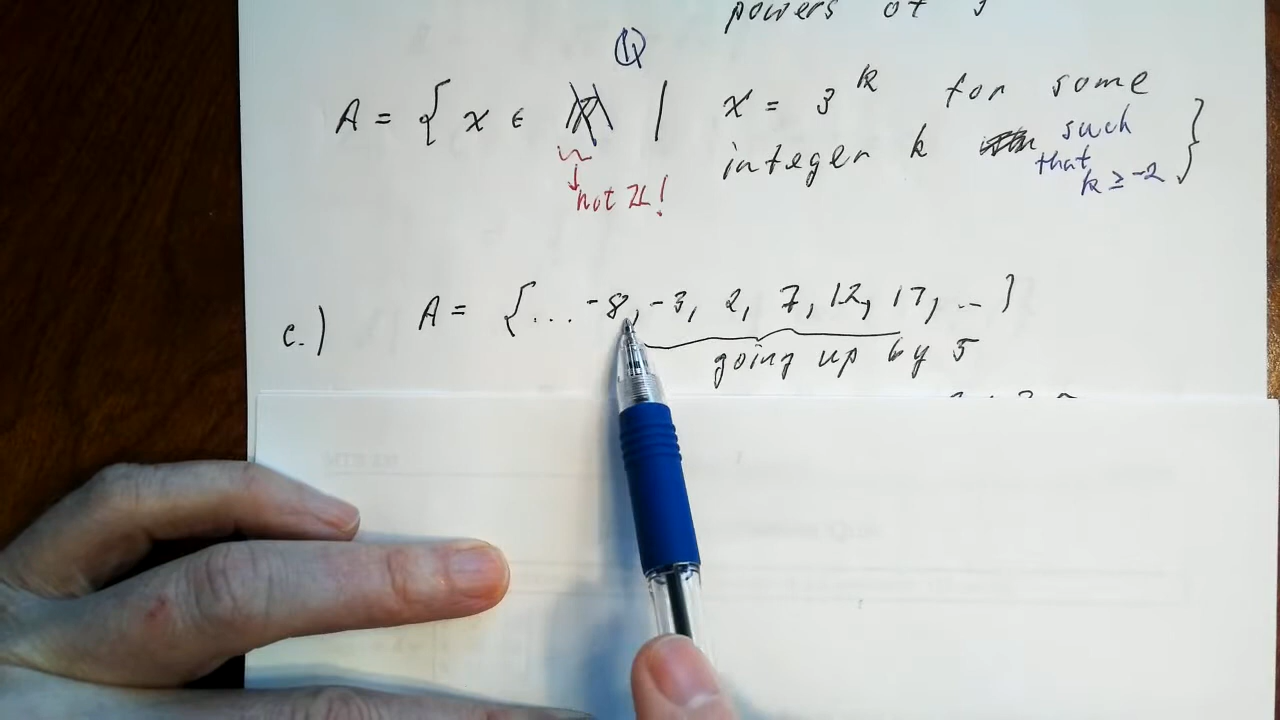 powers of 3
ℚ
A = { x ∈ | x = 3^k for some
integer k such
that
k ≥ -2 }
not ℤ!
c.) A = {... -8, -3, 2, 7, 12, 17, ... }
going up by 5